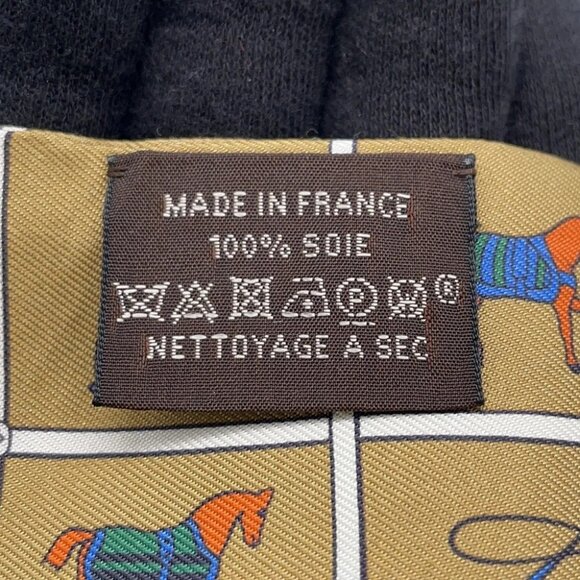 MADE IN FRANCE
100% SOIE
P ®
NETTOYAGE A SEC